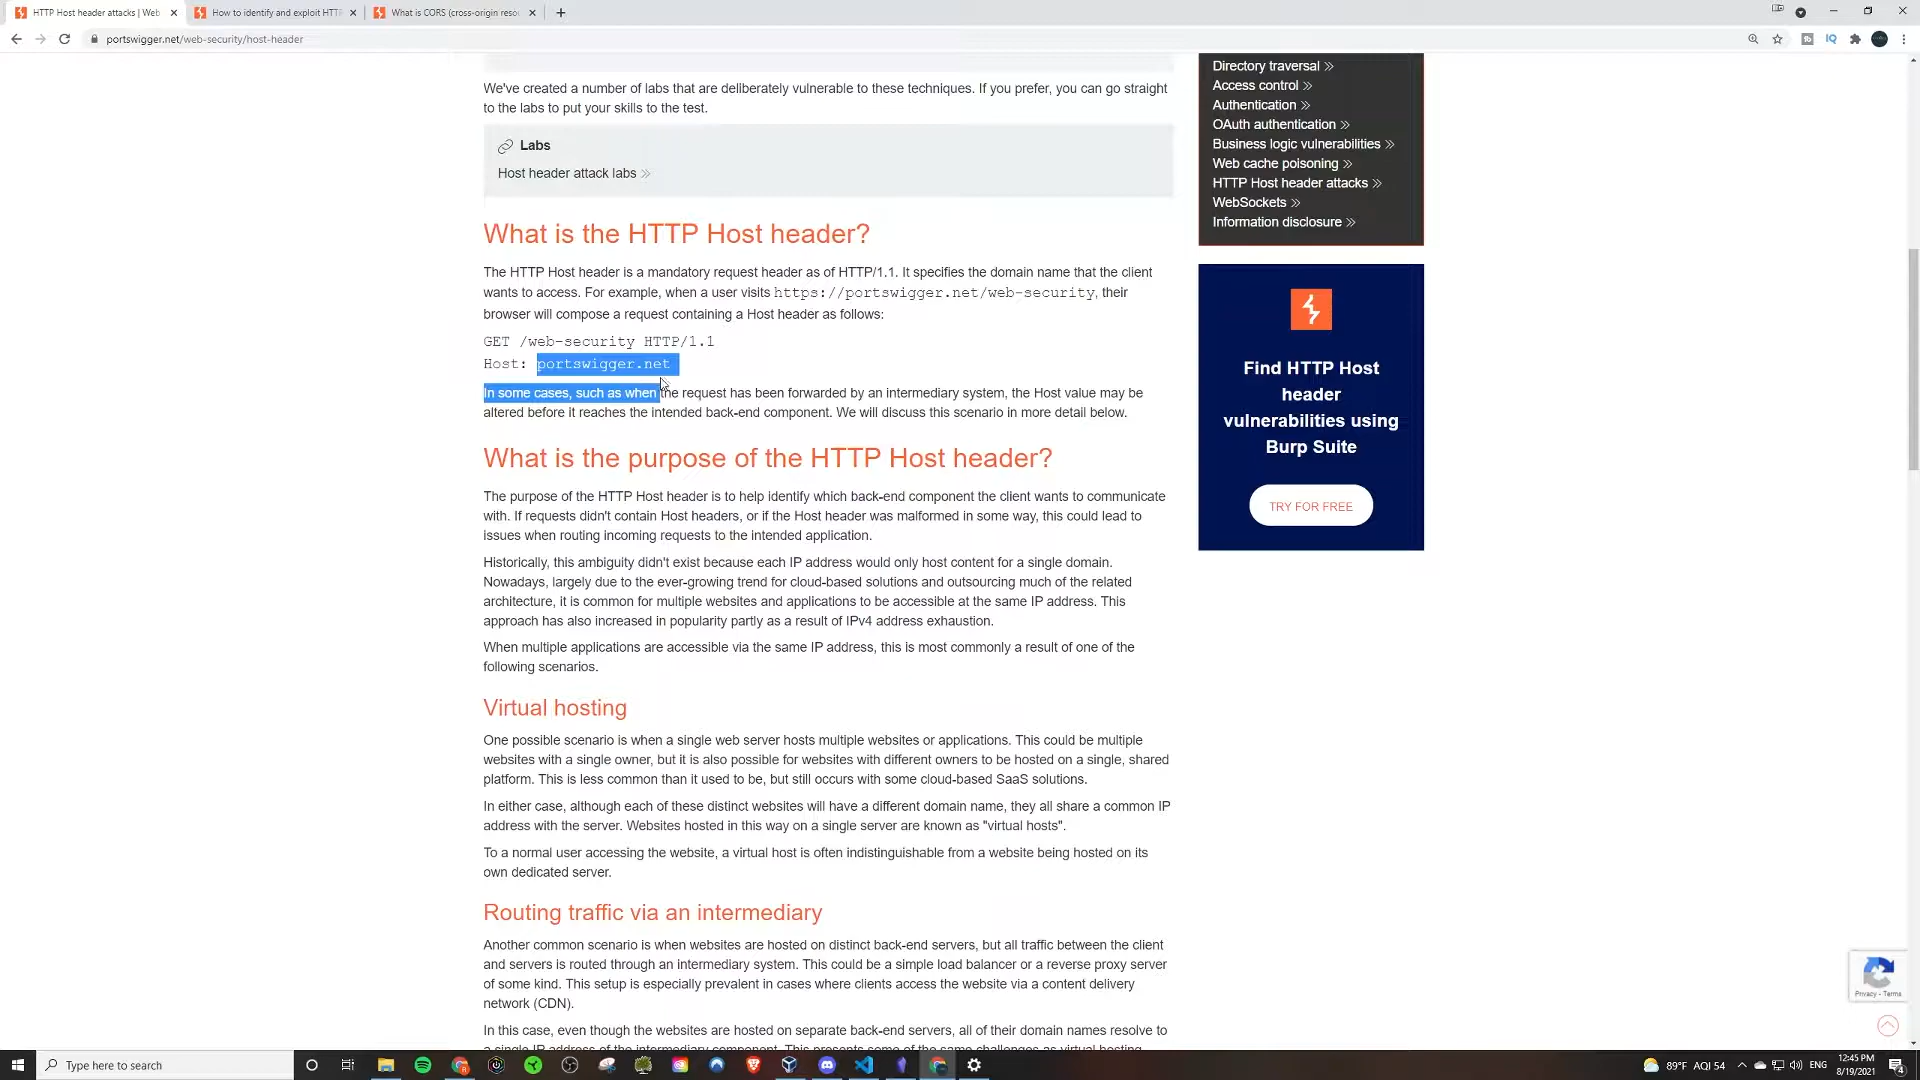 HTTP Host header attacks | Web
How to identify and exploit HTTP
What is CORS (cross-origin reso
portswigger.net/web-security/host-header
We've created a number of labs that are deliberately vulnerable to these techniques. If you prefer, you can go straight
to the labs to put your skills to the test.
Labs
Host header attack labs
What is the HTTP Host header?
The HTTP Host header is a mandatory request header as of HTTP/1.1. It specifies the domain name that the client
wants to access. For example, when a user visits https://portswigger.net/web-security, their
browser will compose a request containing a Host header as follows:
GET /web-security HTTP/1.1
Host: portswigger.net
In some cases, such as when the request has been forwarded by an intermediary system, the Host value may be
altered before it reaches the intended back-end component. We will discuss this scenario in more detail below.
What is the purpose of the HTTP Host header?
The purpose of the HTTP Host header is to help identify which back-end component the client wants to communicate
with. If requests didn't contain Host headers, or if the Host header was malformed in some way, this could lead to
issues when routing incoming requests to the intended application.
Historically, this ambiguity didn't exist because each IP address would only host content for a single domain.
Nowadays, largely due to the ever-growing trend for cloud-based solutions and outsourcing much of the related
architecture, it is common for multiple websites and applications to be accessible at the same IP address. This
approach has also increased in popularity partly as a result of IPv4 address exhaustion.
When multiple applications are accessible via the same IP address, this is most commonly a result of one of the
following scenarios.
Virtual hosting
One possible scenario is when a single web server hosts multiple websites or applications. This could be multiple
websites with a single owner, but it is also possible for websites with different owners to be hosted on a single, shared
platform. This is less common than it used to be, but still occurs with some cloud-based SaaS solutions.
In either case, although each of these distinct websites will have a different domain name, they all share a common IP
address with the server. Websites hosted in this way on a single server are known as "virtual hosts".
To a normal user accessing the website, a virtual host is often indistinguishable from a website being hosted on its
own dedicated server.
Routing traffic via an intermediary
Another common scenario is when websites are hosted on distinct back-end servers, but all traffic between the client
and servers is routed through an intermediary system. This could be a simple load balancer or a reverse proxy server
of some kind. This setup is especially prevalent in cases where clients access the website via a content delivery
network (CDN).
In this case, even though the websites are hosted on separate back-end servers, all of their domain names resolve to
a single IP address of the intermediary component. This presents some of the same challenges as virtual hosting
Directory traversal
Access control
Authentication
OAuth authentication
Business logic vulnerabilities
Web cache poisoning
HTTP Host header attacks
WebSockets
Information disclosure
Find HTTP Host
header
vulnerabilities using
Burp Suite
TRY FOR FREE
Privacy - Terms
Type here to search
89°F AQI 54
ENG
12:45 PM
8/19/2021